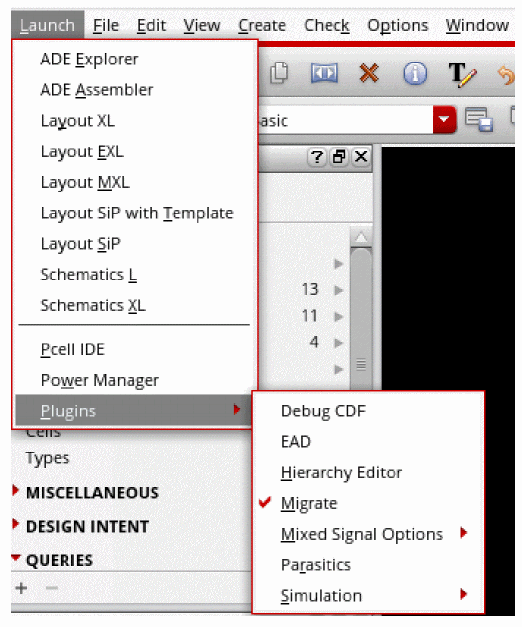 Launch File Edit View Create Check Options Window
ADE Explorer
ADE Assembler
Layout XL
asic
Layout EXL
Layout MXL
Layout SiP with Template
Layout SiP
Schematics L
13
Schematics XL
11
4
Pcell IDE
Power Manager
Plugins
Debug CDF
Cells
EAD
Types
Hierarchy Editor
MISCELLANEOUS
Migrate
DESIGN INTENT
Mixed Signal Options
QUERIES
Parasitics
Simulation